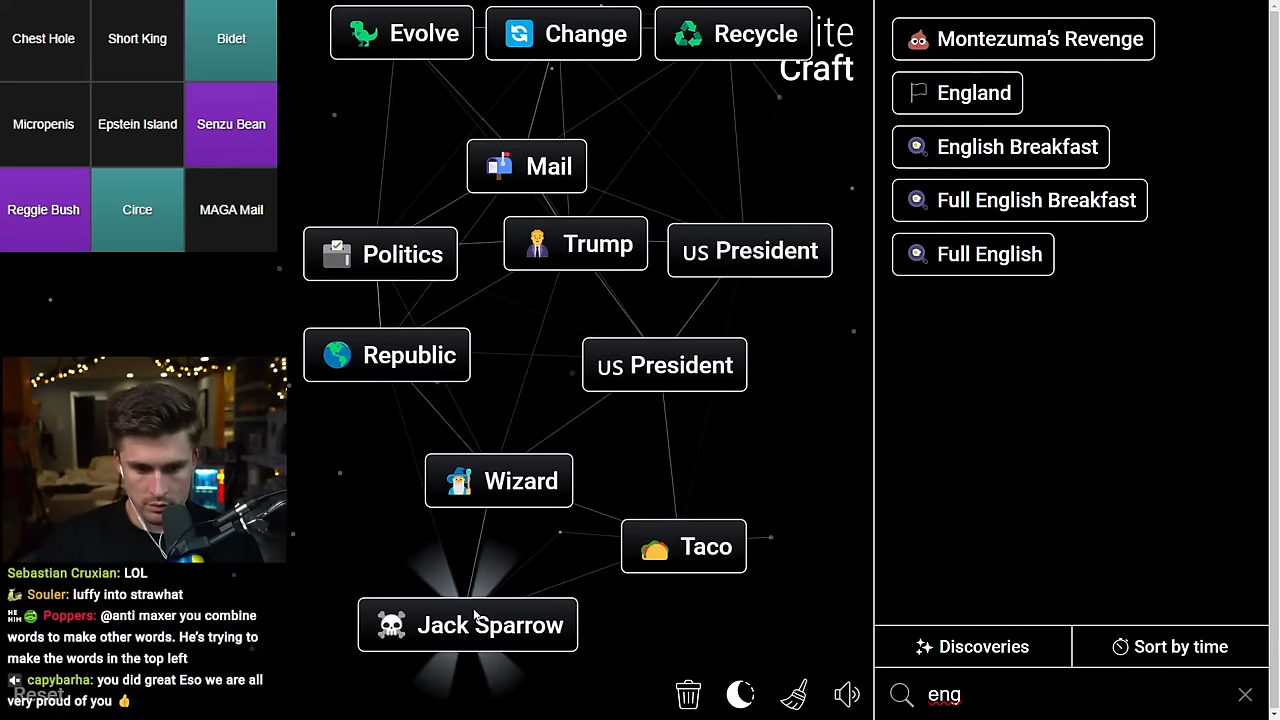 Chest Hole
Short King
Bidet
Micropenis
Epstein Island
Senzu Bean
Reggie Bush
Circe
MAGA Mail
Evolve
Change
Recycle
ite
Craft
Mail
Politics
Trump
US President
Republic
US President
Wizard
Taco
Jack Sparrow
Montezuma's Revenge
England
English Breakfast
Full English Breakfast
Full English
Discoveries
Sort by time
eng
Sebastian Cruxian: LOL
Souler: luffy into strawhat
HE HIM Poppers: @anti maxer you combine
words to make other words. He's trying to
make the words in the top left
capybarha: you did great Eso we are all
very proud of you
Reset